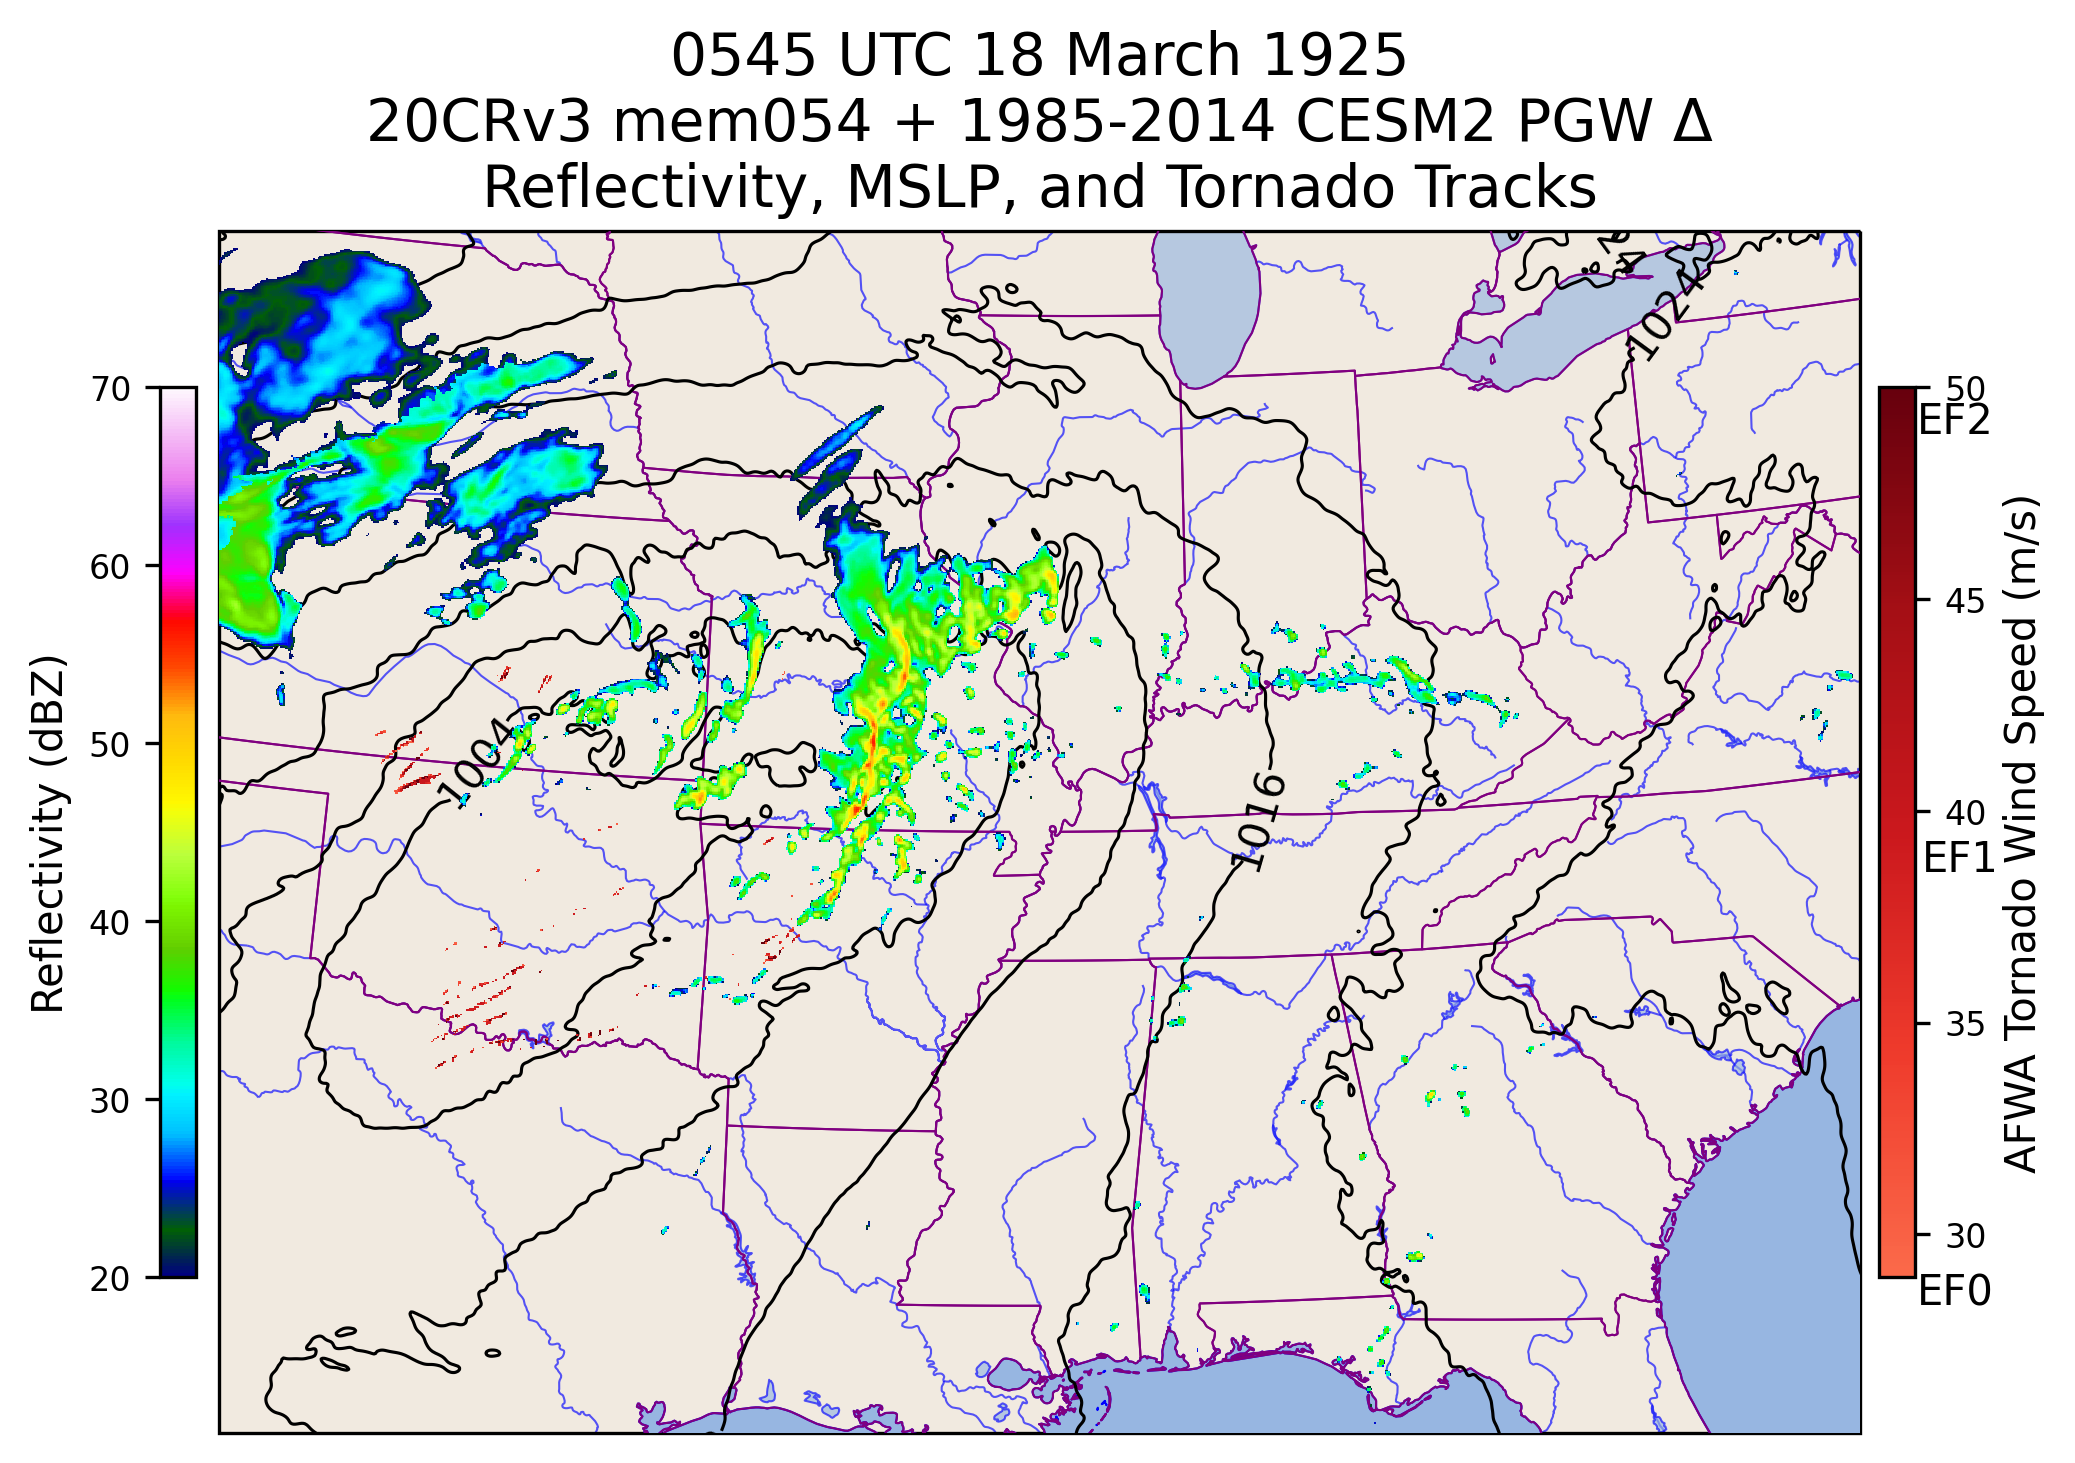 0545 UTC 18 March 1925
20CRv3 mem054 + 1985-2014 CESM2 PGW Δ
Reflectivity, MSLP, and Tornado Tracks
70
60
50
40
30
20
Reflectivity (dBZ)
1024
1004
1016
50
EF2
45
40
EF1
35
30
EF0
AFWA Tornado Wind Speed (m/s)